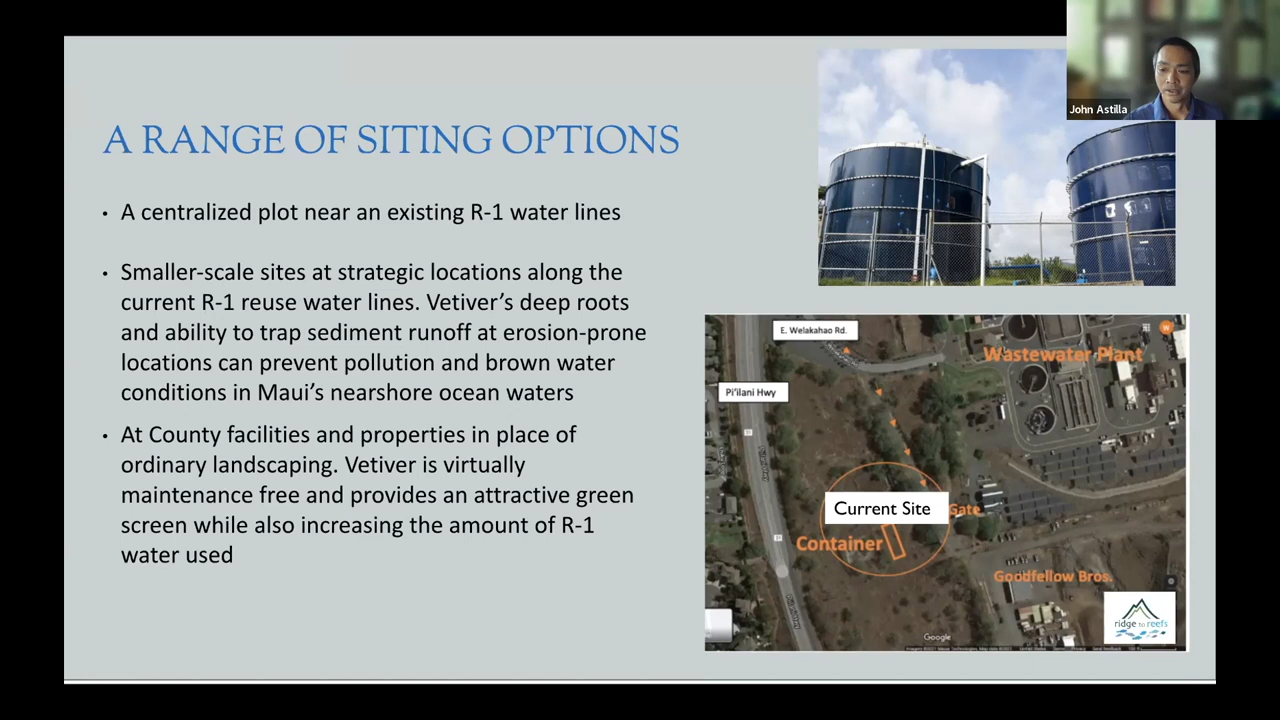 John Astilla
A RANGE OF SITING OPTIONS
• A centralized plot near an existing R-1 water lines
• Smaller-scale sites at strategic locations along the
current R-1 reuse water lines. Vetiver’s deep roots
and ability to trap sediment runoff at erosion-prone
locations can prevent pollution and brown water
conditions in Maui’s nearshore ocean waters
• At County facilities and properties in place of
ordinary landscaping. Vetiver is virtually
maintenance free and provides an attractive green
screen while also increasing the amount of R-1
water used
E. Welakahao Rd.
W
Wastewater Plant
Pi‘ilani Hwy
31
Current Site
Gate
31
Container
Goodfellow Bros.
ridge to reefs
Google